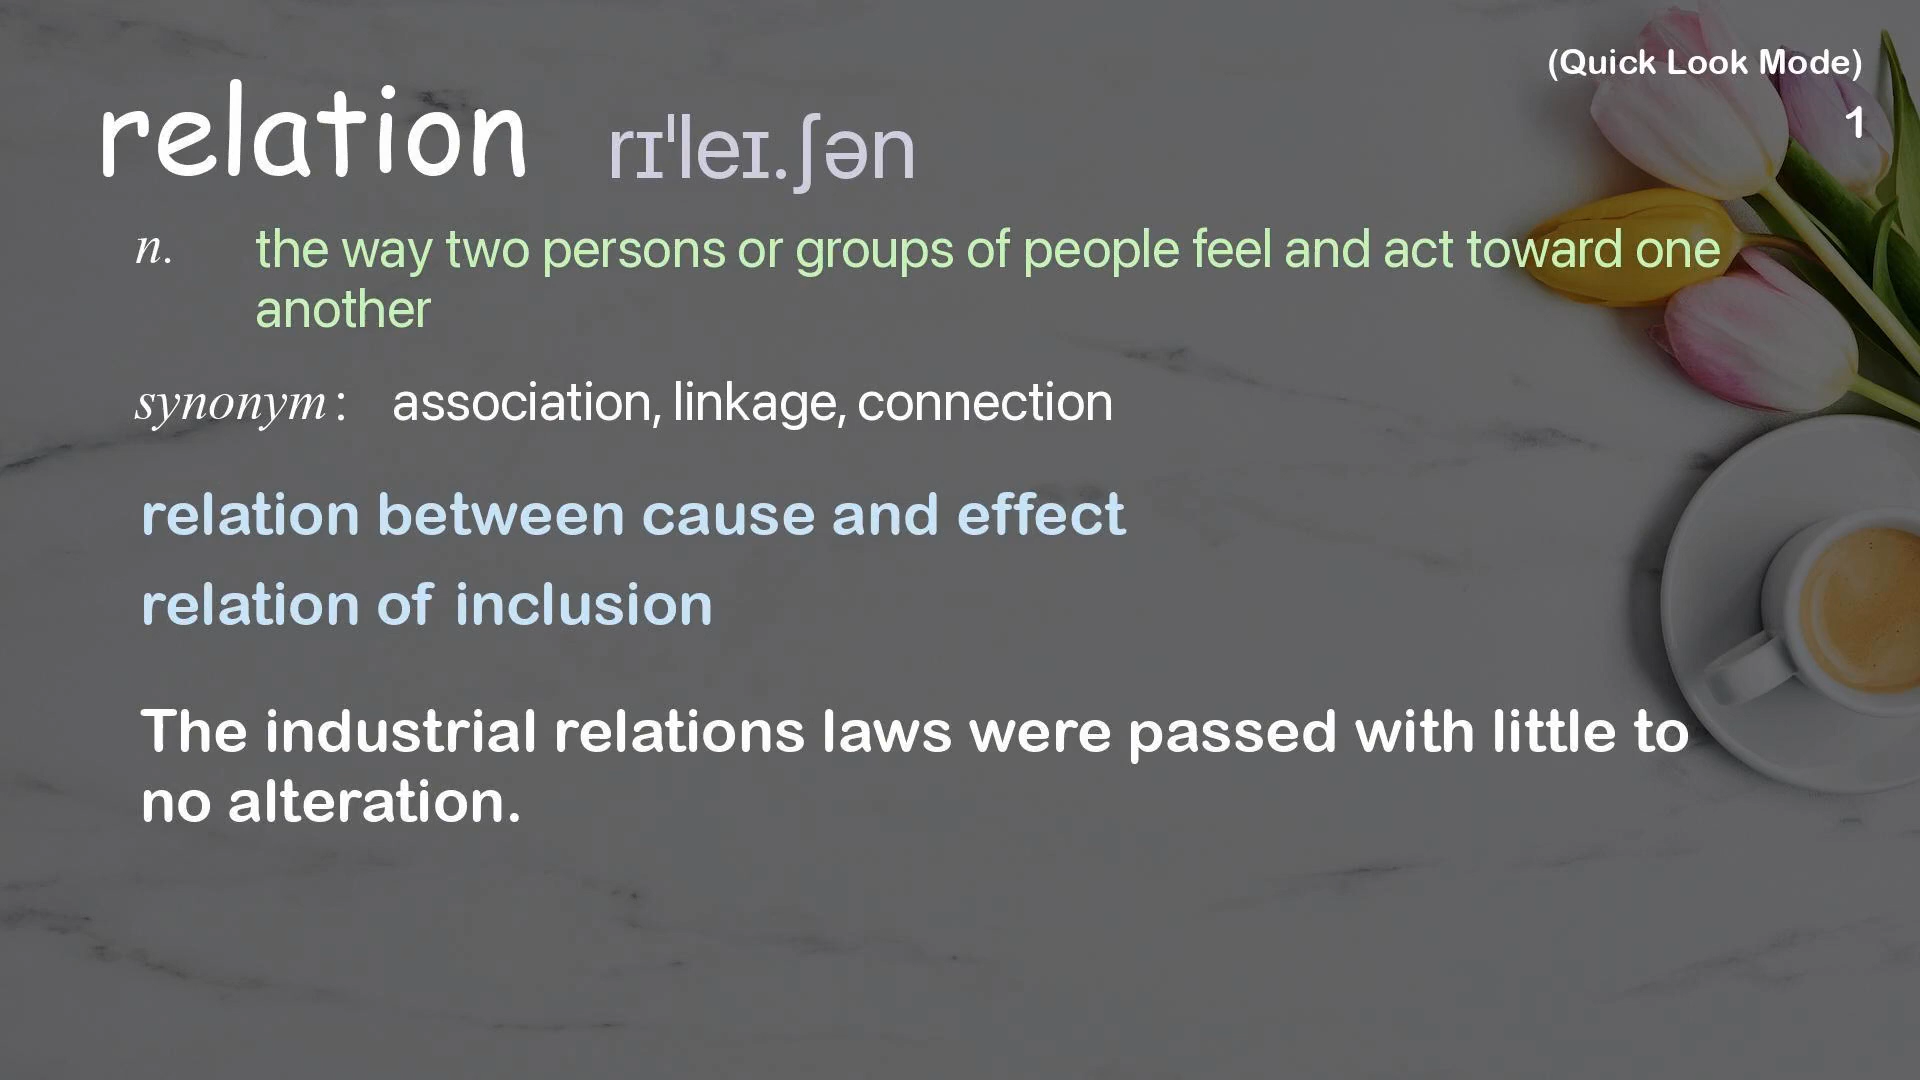 (Quick Look Mode)
1
relation rɪˈleɪ.ʃən
n. the way two persons or groups of people feel and act toward one
another
synonym: association, linkage, connection
relation between cause and effect
relation of inclusion
The industrial relations laws were passed with little to
no alteration.